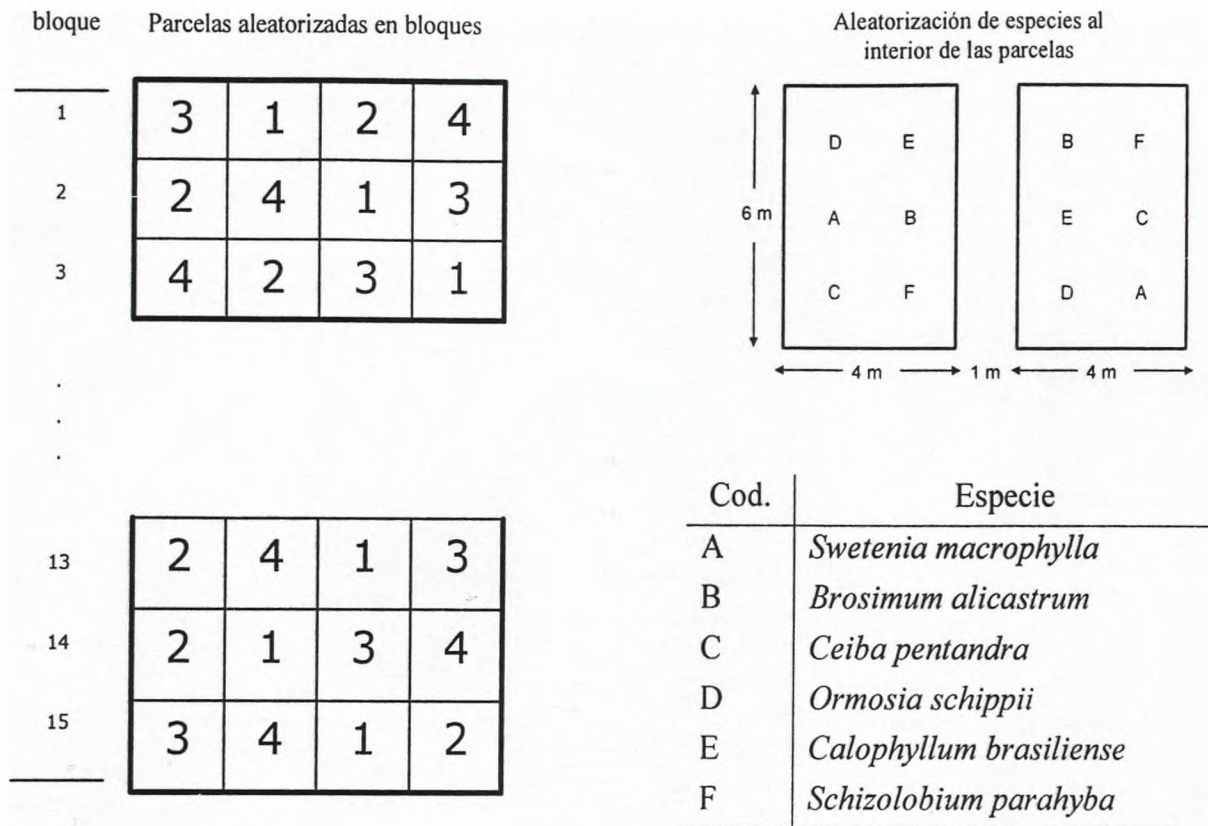 bloque
Parcelas aleatorizadas en bloques
1
3 1 2 4
2
2 4 1 3
3
4 2 3 1
.
.
.
13
2 4 1 3
14
2 1 3 4
15
3 4 1 2
Aleatorización de especies al
interior de las parcelas
D E
B F
6 m
A B
E C
C F
D A
4 m
1 m
4 m
Cod. Especie
A Swetenia macrophylla
B Brosimum alicastrum
C Ceiba pentandra
D Ormosia schippii
E Calophyllum brasiliense
F Schizolobium parahyba